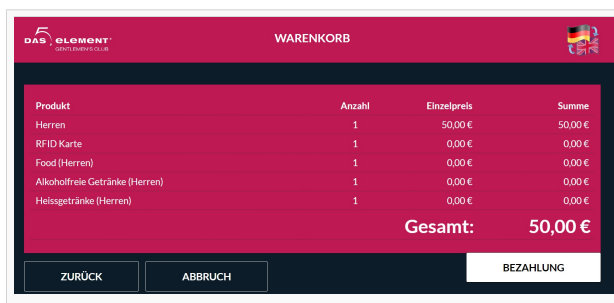 5
DAS ELEMENT
GENTLEMEN'S CLUB
WARENKORB
Produkt Anzahl Einzelpreis Summe
Herren 1 50,00 € 50,00 €
RFID Karte 1 0,00 € 0,00 €
Food (Herren) 1 0,00 € 0,00 €
Alkoholfreie Getränke (Herren) 1 0,00 € 0,00 €
Heissgetränke (Herren) 1 0,00 € 0,00 €
Gesamt: 50,00 €
ZURÜCK ABBRUCH BEZAHLUNG